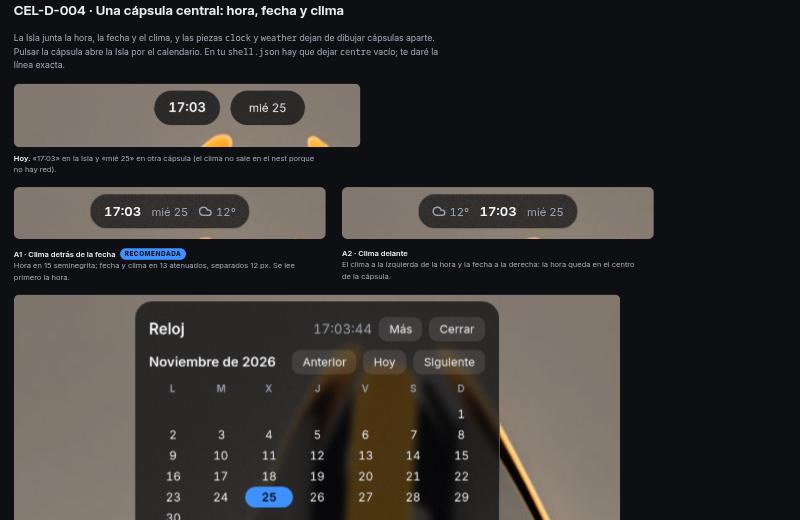 CEL-D-004 · Una cápsula central: hora, fecha y clima
La Isla junta la hora, la fecha y el clima, y las piezas clock y weather dejan de dibujar cápsulas aparte.
Pulsar la cápsula abre la Isla por el calendario. En tu shell.json hay que dejar centre vacío; te daré la
línea exacta.
17:03 mié 25
Hoy. «17:03» en la Isla y «mié 25» en otra cápsula (el clima no sale en el nest porque
no hay red).
17:03 mié 25 12°
12° 17:03 mié 25
A1 · Clima detrás de la fecha RECOMENDADA
Hora en 15 seminegrita; fecha y clima en 13 atenuados, separados 12 px. Se lee
primero la hora.
A2 · Clima delante
El clima a la izquierda de la hora y la fecha a la derecha: la hora queda en el centro
de la cápsula.
Reloj 17:03:44 Más Cerrar
Noviembre de 2026 Anterior Hoy Siguiente
L M X J V S D
1
2 3 4 5 6 7 8
9 10 11 12 13 14 15
16 17 18 19 20 21 22
23 24 25 26 27 28 29
30